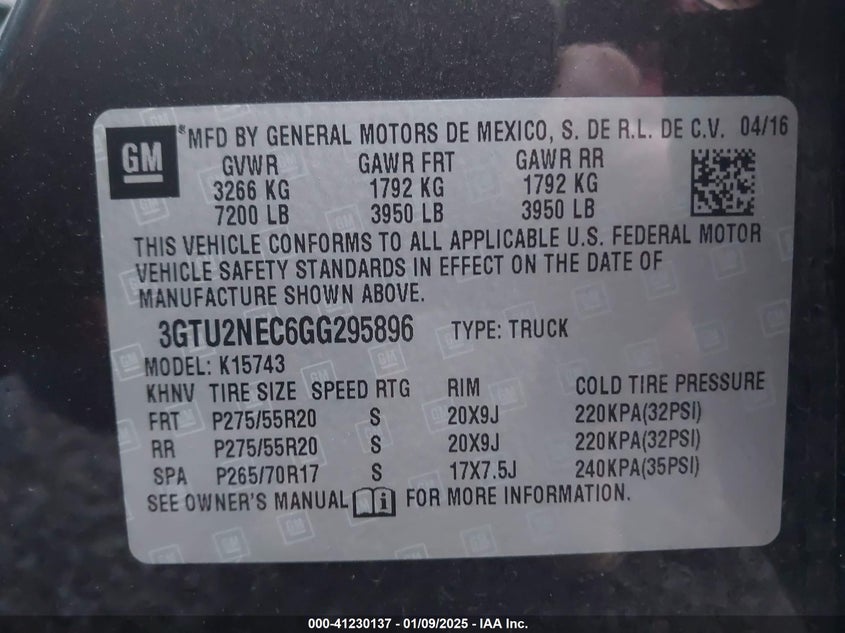 GM
®MFD BY GENERAL MOTORS DE MEXICO, S. DE R.L. DE C.V. 04/16
GVWR GAWR FRT GAWR RR
3266 KG 1792 KG 1792 KG
7200 LB 3950 LB 3950 LB
THIS VEHICLE CONFORMS TO ALL APPLICABLE U.S. FEDERAL MOTOR
VEHICLE SAFETY STANDARDS IN EFFECT ON THE DATE OF
MANUFACTURE SHOWN ABOVE.
3GTU2NEC6GG295896 TYPE: TRUCK
MODEL: K15743
KHNV TIRE SIZE SPEED RTG RIM COLD TIRE PRESSURE
FRT P275/55R20 S 20X9J 220KPA(32PSI)
RR P275/55R20 S 20X9J 220KPA(32PSI)
SPA P265/70R17 S 17X7.5J 240KPA(35PSI)
SEE OWNER'S MANUAL FOR MORE INFORMATION.
000-41230137 - 01/09/2025 - IAA Inc.